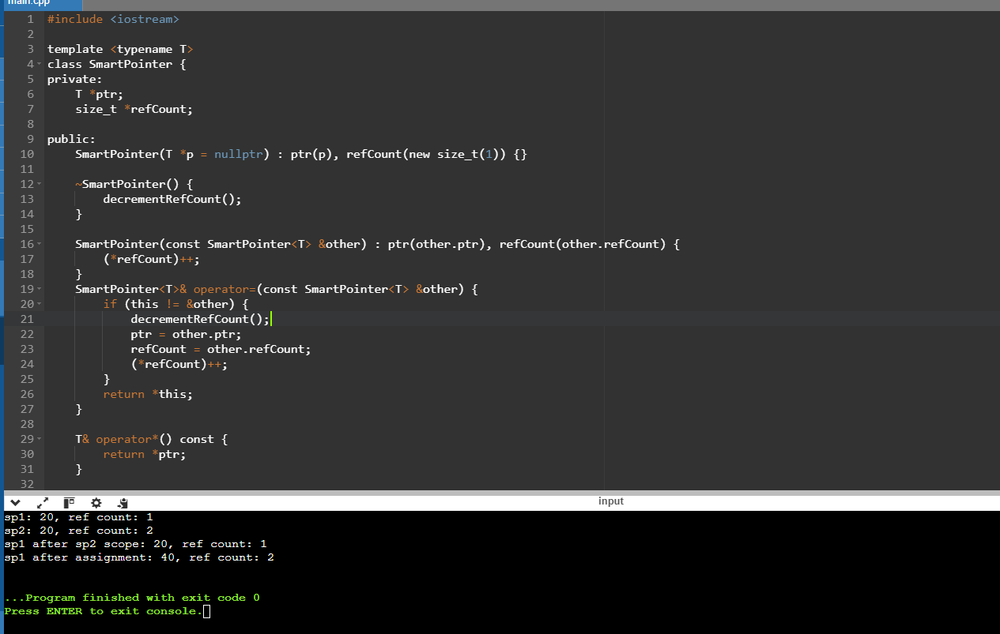 main.cpp
1 #include <iostream>
2
3 template <typename T>
4 class SmartPointer {
5 private:
6     T *ptr;
7     size_t *refCount;
8
9 public:
10     SmartPointer(T *p = nullptr) : ptr(p), refCount(new size_t(1)) {}
11
12     ~SmartPointer() {
13         decrementRefCount();
14     }
15
16     SmartPointer(const SmartPointer<T> &other) : ptr(other.ptr), refCount(other.refCount) {
17         (*refCount)++;
18     }
19     SmartPointer<T>& operator=(const SmartPointer<T> &other) {
20         if (this != &other) {
21             decrementRefCount();
22             ptr = other.ptr;
23             refCount = other.refCount;
24             (*refCount)++;
25         }
26         return *this;
27     }
28
29     T& operator*() const {
30         return *ptr;
31     }
32
input
sp1: 20, ref count: 1
sp2: 20, ref count: 2
sp1 after sp2 scope: 20, ref count: 1
sp1 after assignment: 40, ref count: 2
...Program finished with exit code 0
Press ENTER to exit console.